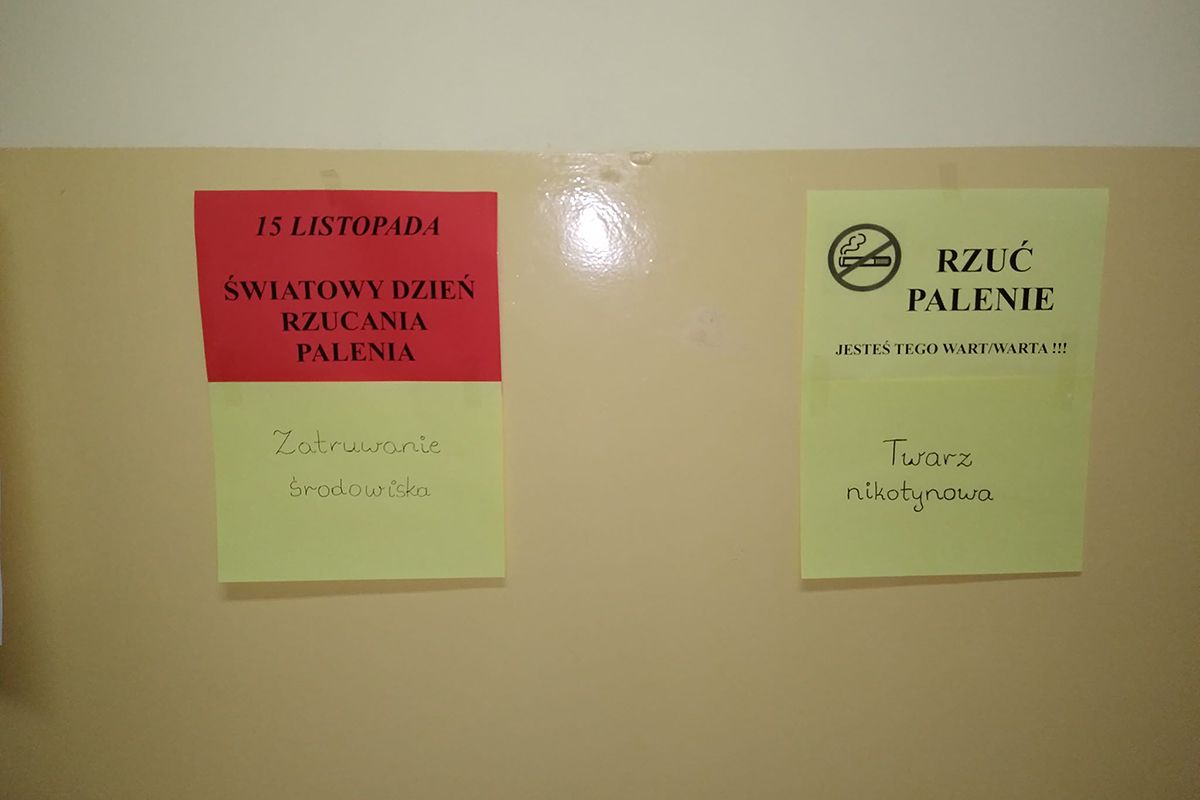 15 LISTOPADA
ŚWIATOWY DZIEŃ
RZUCANIA
PALENIA
Zatruwanie
środowiska
RZUĆ
PALENIE
JESTEŚ TEGO WART/WARTA !!!
Twarz
nikotynowa